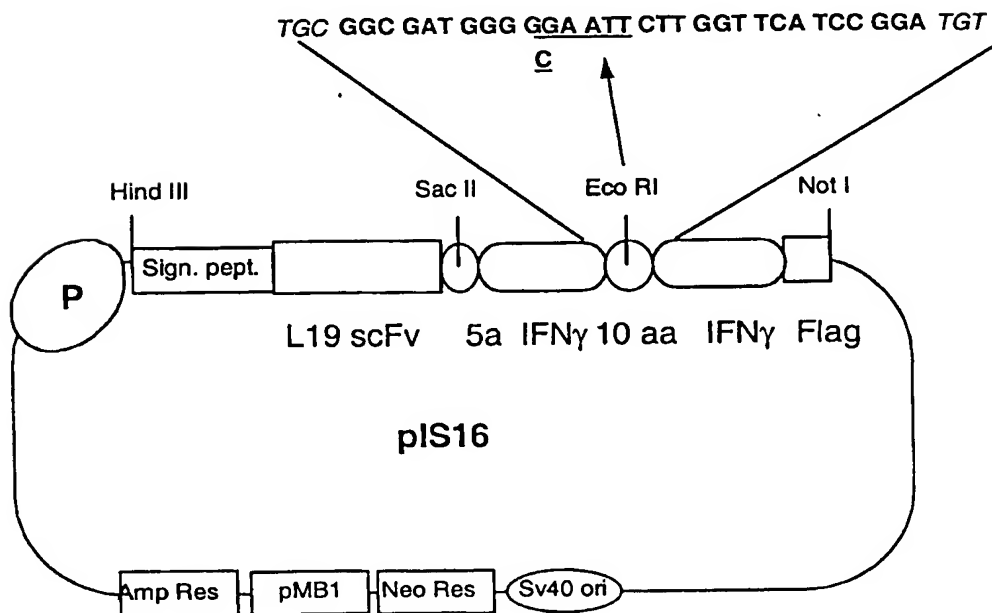 TGC GGC GAT GGG GGA ATT CTT GGT TCA TCC GGA TGT
C
Hind III
Sac II
Eco RI
Not I
P
Sign. pept.
L19 scFv 5a IFNγ 10 aa IFNγ Flag
pIS16
Amp Res pMB1 Neo Res Sv40 ori